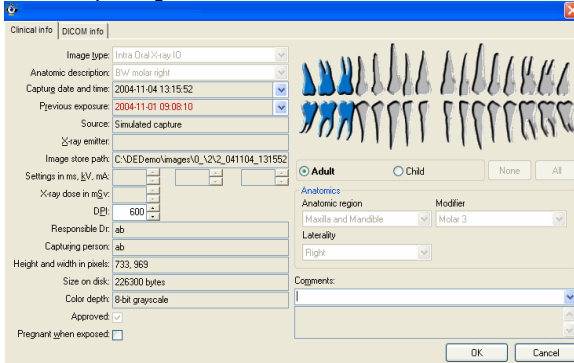 Clinical info DICOM info
Image type: Intra Oral X-ray IO
Anatomic description: BW molar right
Capture date and time: 2004-11-04 13:15:52
Previous exposure: 2004-11-01 09:08:10
Source: Simulated capture
X-ray emitter:
Image store path: C:\DEDemo\images\0_\2\2_041104_131552
Settings in ms, kV, mA:
X-ray dose in mSv:
DPI: 600
Responsible Dr: ab
Capturing person: ab
Height and width in pixels: 733, 969
Size on disk: 226300 bytes
Color depth: 8-bit grayscale
Approved:
Pregnant when exposed:
Adult Child None All
Anatomics
Anatomic region Modifier
Maxilla and Mandible Molar 3
Laterality
Right
Comments:
OK Cancel